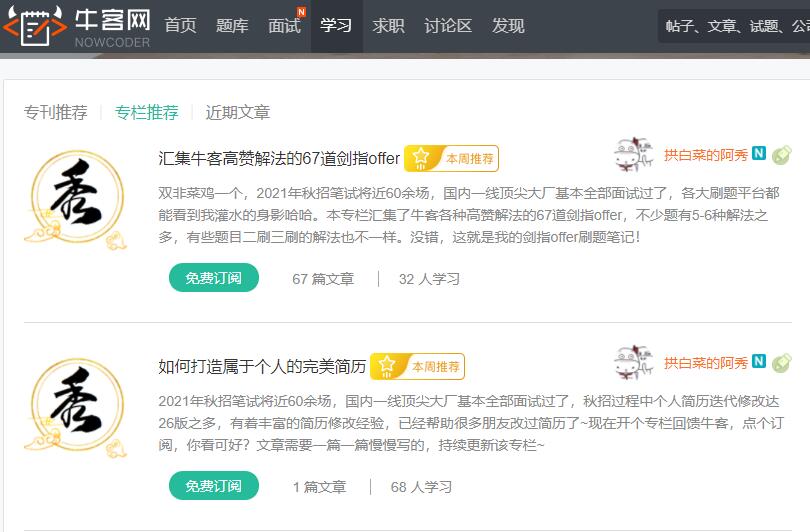 牛客网
NOWCODER
首页 题库 面试 N 学习 求职 讨论区 发现
帖子、文章、试题、公
专刊推荐 专栏推荐 近期文章
秀
汇集牛客高赞解法的67道剑指offer 本周推荐 拱白菜的阿秀 N
双非菜鸡一个，2021年秋招笔试将近60余场，国内一线顶尖大厂基本全部面试过了，各大刷题平台都
能看到我灌水的身影哈哈。本专栏汇集了牛客各种高赞解法的67道剑指offer，不少题有5-6种解法之
多，有些题目二刷三刷的解法也不一样。没错，这就是我的剑指offer刷题笔记！
免费订阅 67 篇文章 32 人学习
秀
如何打造属于个人的完美简历 本周推荐 拱白菜的阿秀 N
2021年秋招笔试将近60余场，国内一线顶尖大厂基本全部面试过了，秋招过程中个人简历迭代修改达
26版之多，有着丰富的简历修改经验，已经帮助很多朋友改过简历了~现在开个专栏回馈牛客，点个订
阅，你看可好？文章需要一篇一篇慢慢写的，持续更新该专栏~
免费订阅 1 篇文章 68 人学习